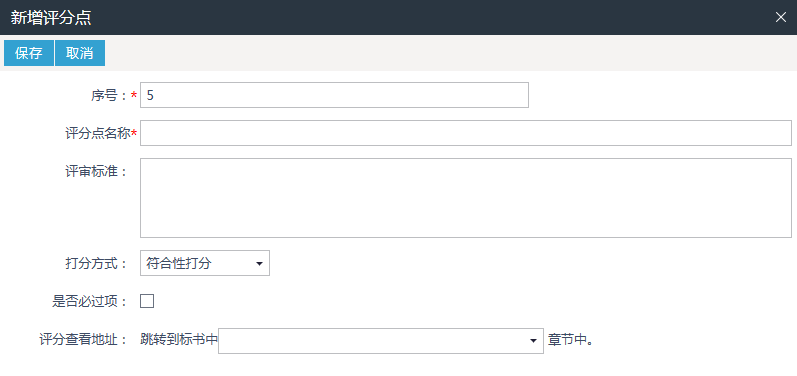 新增评分点
保存 取消
序号：* 5
评分点名称*
评审标准：
打分方式： 符合性打分
是否必过项：
评分查看地址： 跳转到标书中 章节中。